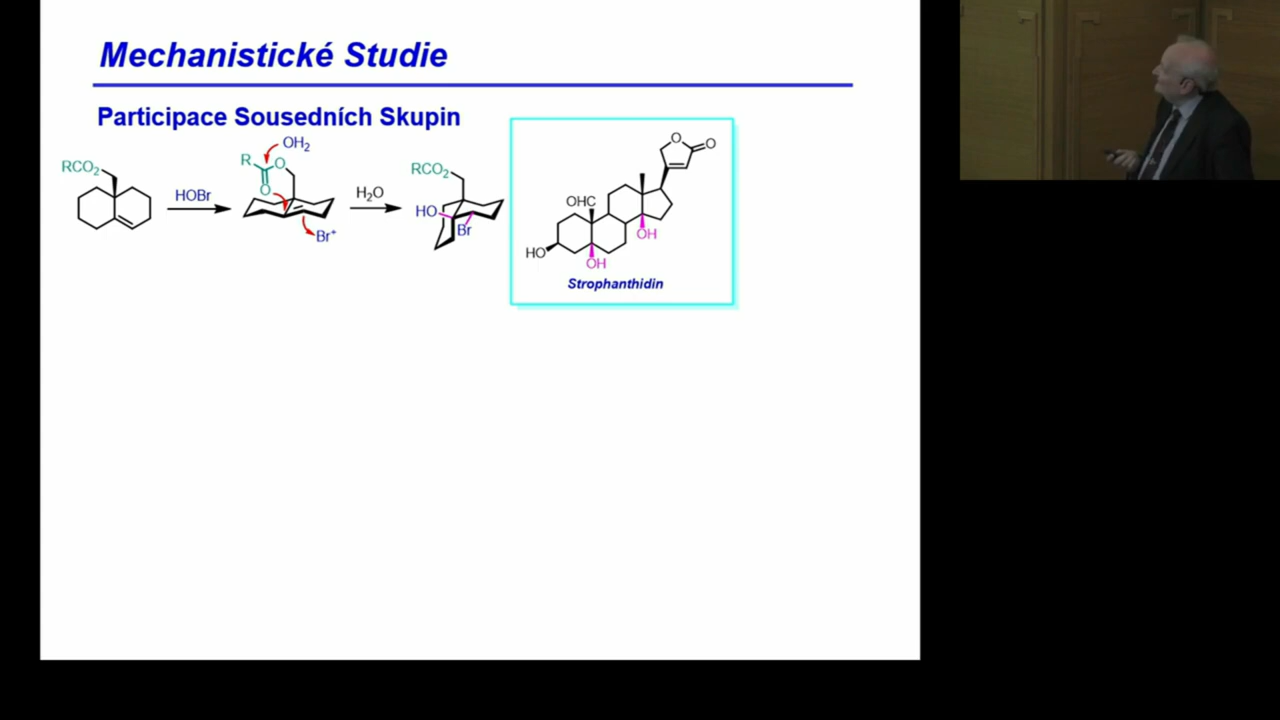 Mechanistické Studie
Participace Sousedních Skupin
RCO₂
HOBr
R
O
O
OH₂
Br⁺
H₂O
RCO₂
HO
Br
O
O
OHC
OH
HO
OH
Strophanthidin